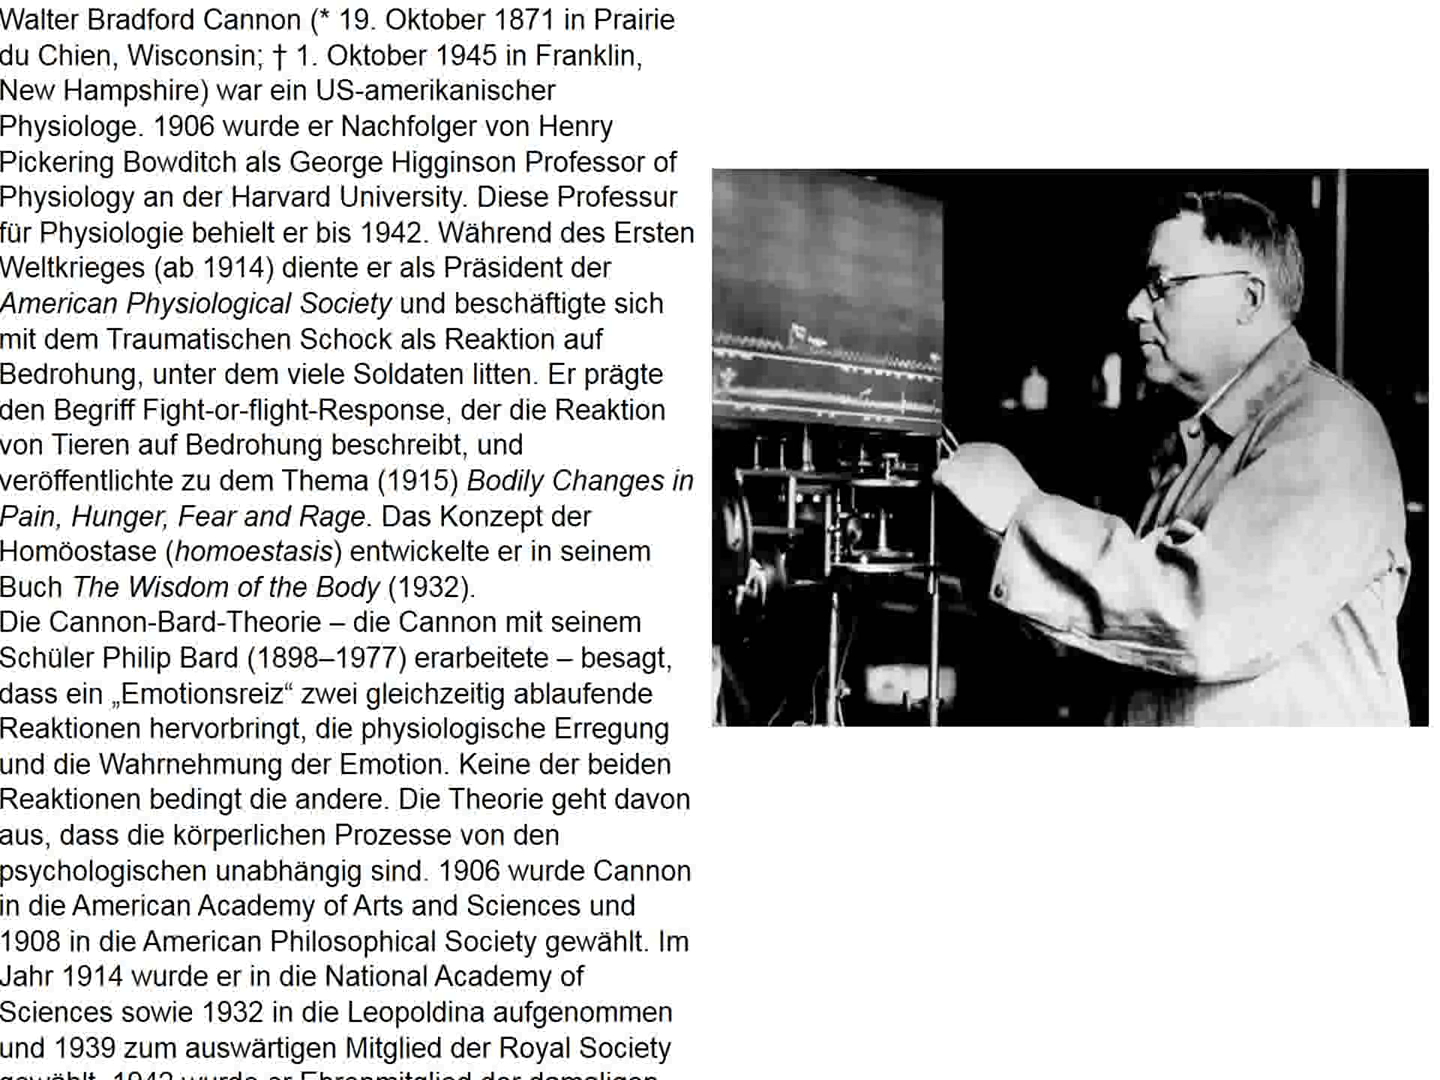 Walter Bradford Cannon (* 19. Oktober 1871 in Prairie
du Chien, Wisconsin; † 1. Oktober 1945 in Franklin,
New Hampshire) war ein US-amerikanischer
Physiologe. 1906 wurde er Nachfolger von Henry
Pickering Bowditch als George Higginson Professor of
Physiology an der Harvard University. Diese Professur
für Physiologie behielt er bis 1942. Während des Ersten
Weltkrieges (ab 1914) diente er als Präsident der
American Physiological Society und beschäftigte sich
mit dem Traumatischen Schock als Reaktion auf
Bedrohung, unter dem viele Soldaten litten. Er prägte
den Begriff Fight-or-flight-Response, der die Reaktion
von Tieren auf Bedrohung beschreibt, und
veröffentlichte zu dem Thema (1915) Bodily Changes in
Pain, Hunger, Fear and Rage. Das Konzept der
Homöostase (homoestasis) entwickelte er in seinem
Buch The Wisdom of the Body (1932).
Die Cannon-Bard-Theorie – die Cannon mit seinem
Schüler Philip Bard (1898–1977) erarbeitete – besagt,
dass ein „Emotionsreiz“ zwei gleichzeitig ablaufende
Reaktionen hervorbringt, die physiologische Erregung
und die Wahrnehmung der Emotion. Keine der beiden
Reaktionen bedingt die andere. Die Theorie geht davon
aus, dass die körperlichen Prozesse von den
psychologischen unabhängig sind. 1906 wurde Cannon
in die American Academy of Arts and Sciences und
1908 in die American Philosophical Society gewählt. Im
Jahr 1914 wurde er in die National Academy of
Sciences sowie 1932 in die Leopoldina aufgenommen
und 1939 zum auswärtigen Mitglied der Royal Society
gewählt. 1942 wurde er Ehrenmitglied der damaligen